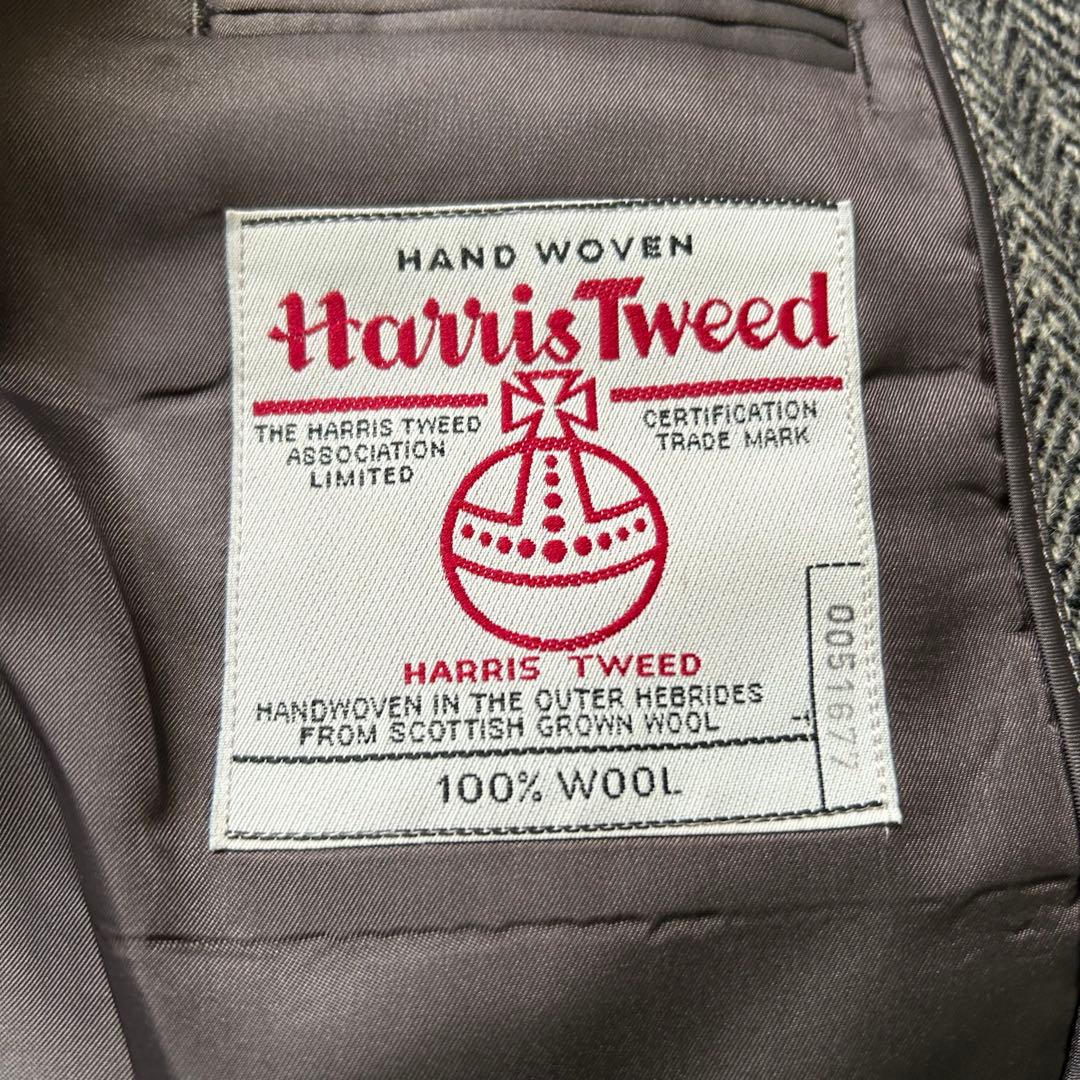 HAND WOVEN
Harris Tweed
THE HARRIS TWEED
ASSOCIATION
LIMITED
CERTIFICATION
TRADE MARK
HARRIS TWEED
HANDWOVEN IN THE OUTER HEBRIDES
FROM SCOTTISH GROWN WOOL
100% WOOL
0051677